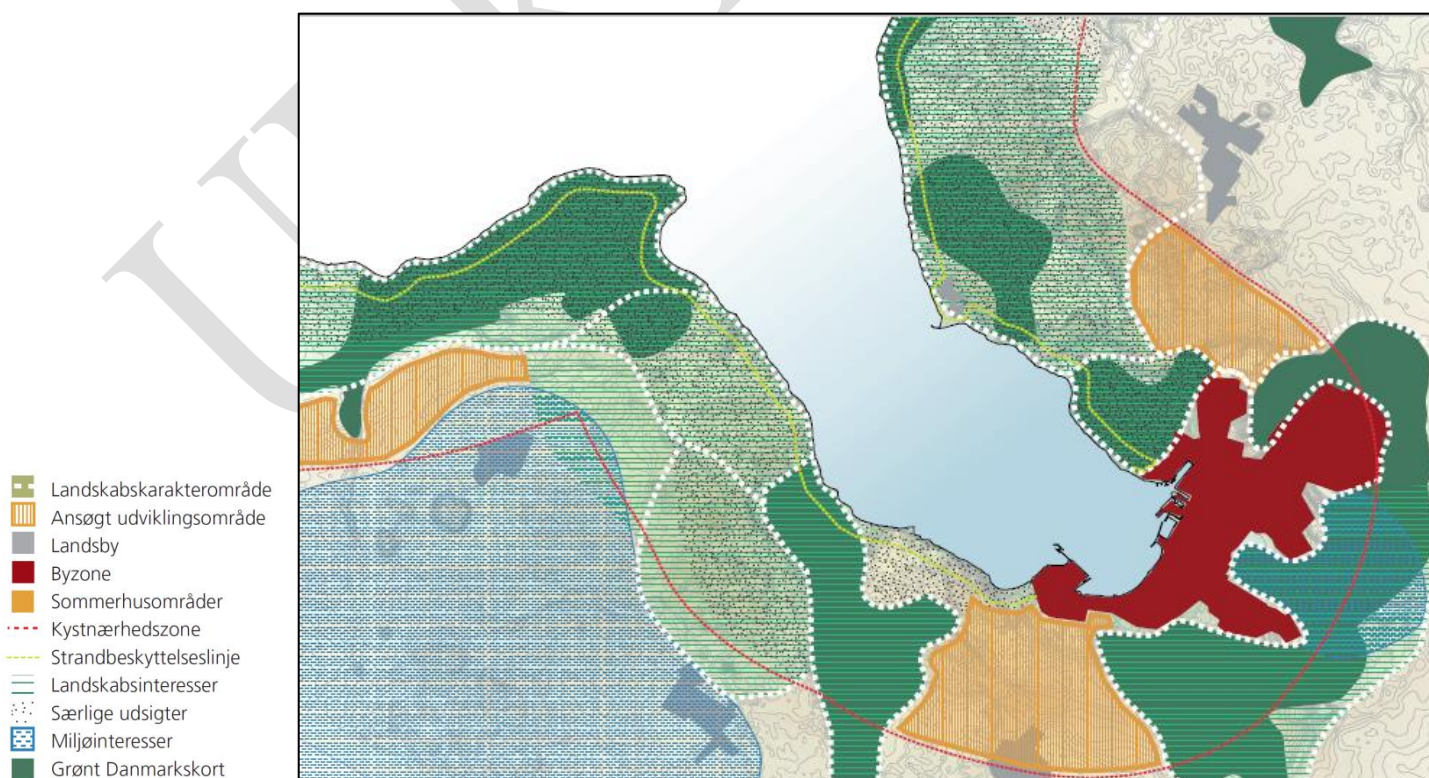 Landskabskarakterområde
Ansøgt udviklingsområde
Landsby
Byzone
Sommerhusområder
Kystnærhedszone
Strandbeskyttelseslinje
Landskabsinteresser
Særlige udsigter
Miljøinteresser
Grønt Danmarkskort